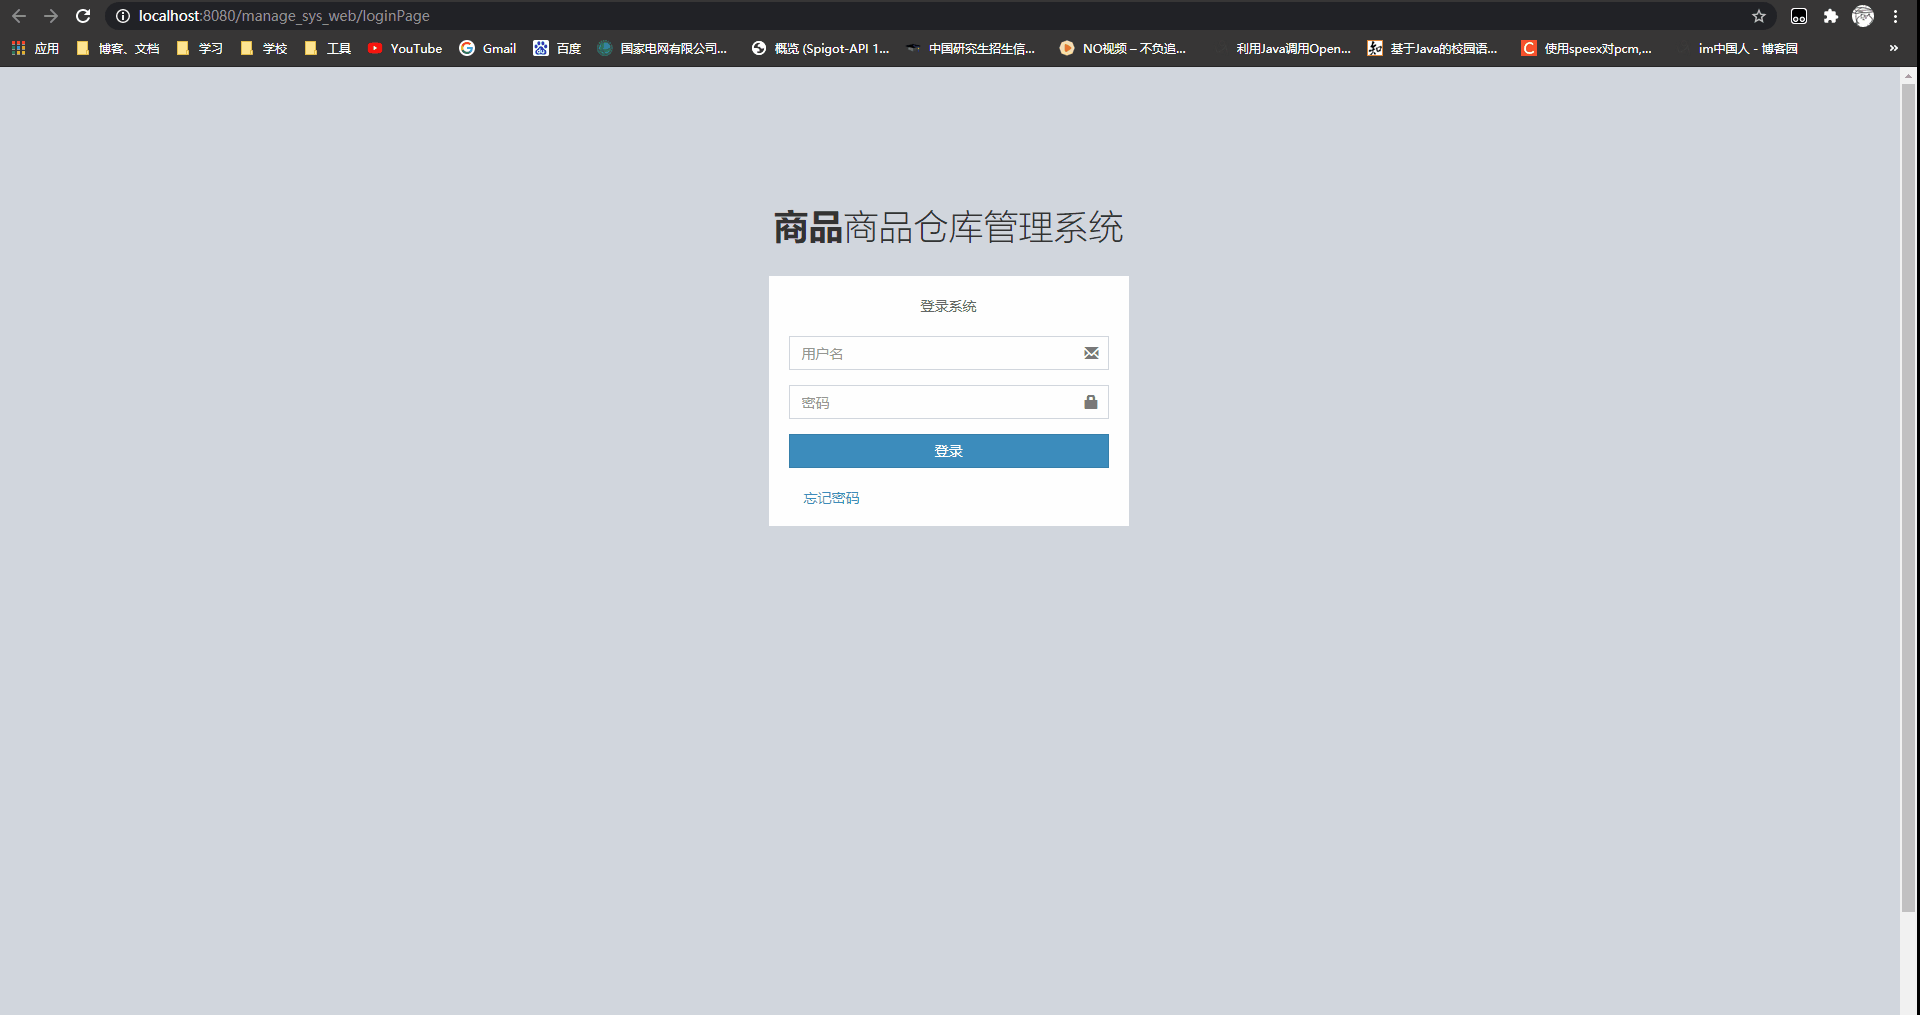 localhost:8080/manage_sys_web/loginPage
应用 博客、文档 学习 学校 工具 YouTube Gmail 百度 国家电网有限公司... 概览 (Spigot-API 1... 中国研究生招生信... NO视频 – 不负追... 利用Java调用Open... 知 基于Java的校园语... C 使用speex对pcm,... im中国人 - 博客园 »
商品商品仓库管理系统
登录系统
用户名
密码
登录
忘记密码